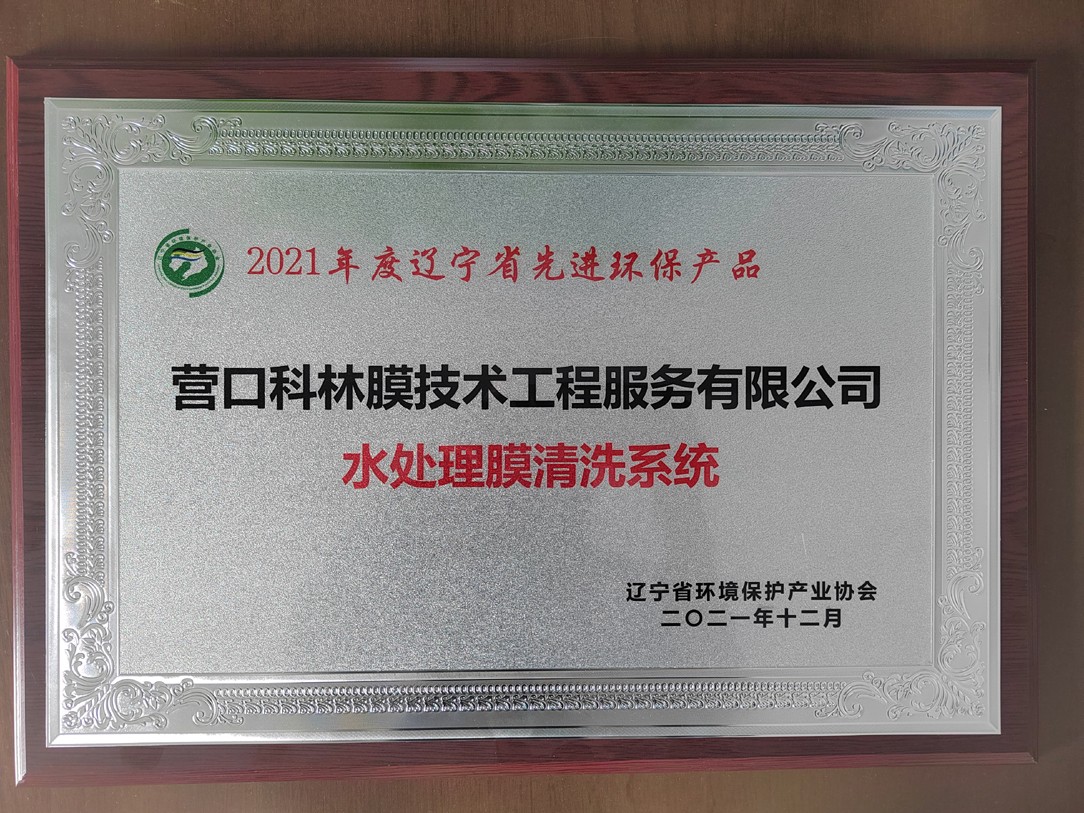 2021年度辽宁省先进环保产品
营口科林膜技术工程服务有限公司
水处理膜清洗系统
辽宁省环境保护产业协会
二〇二一年十二月